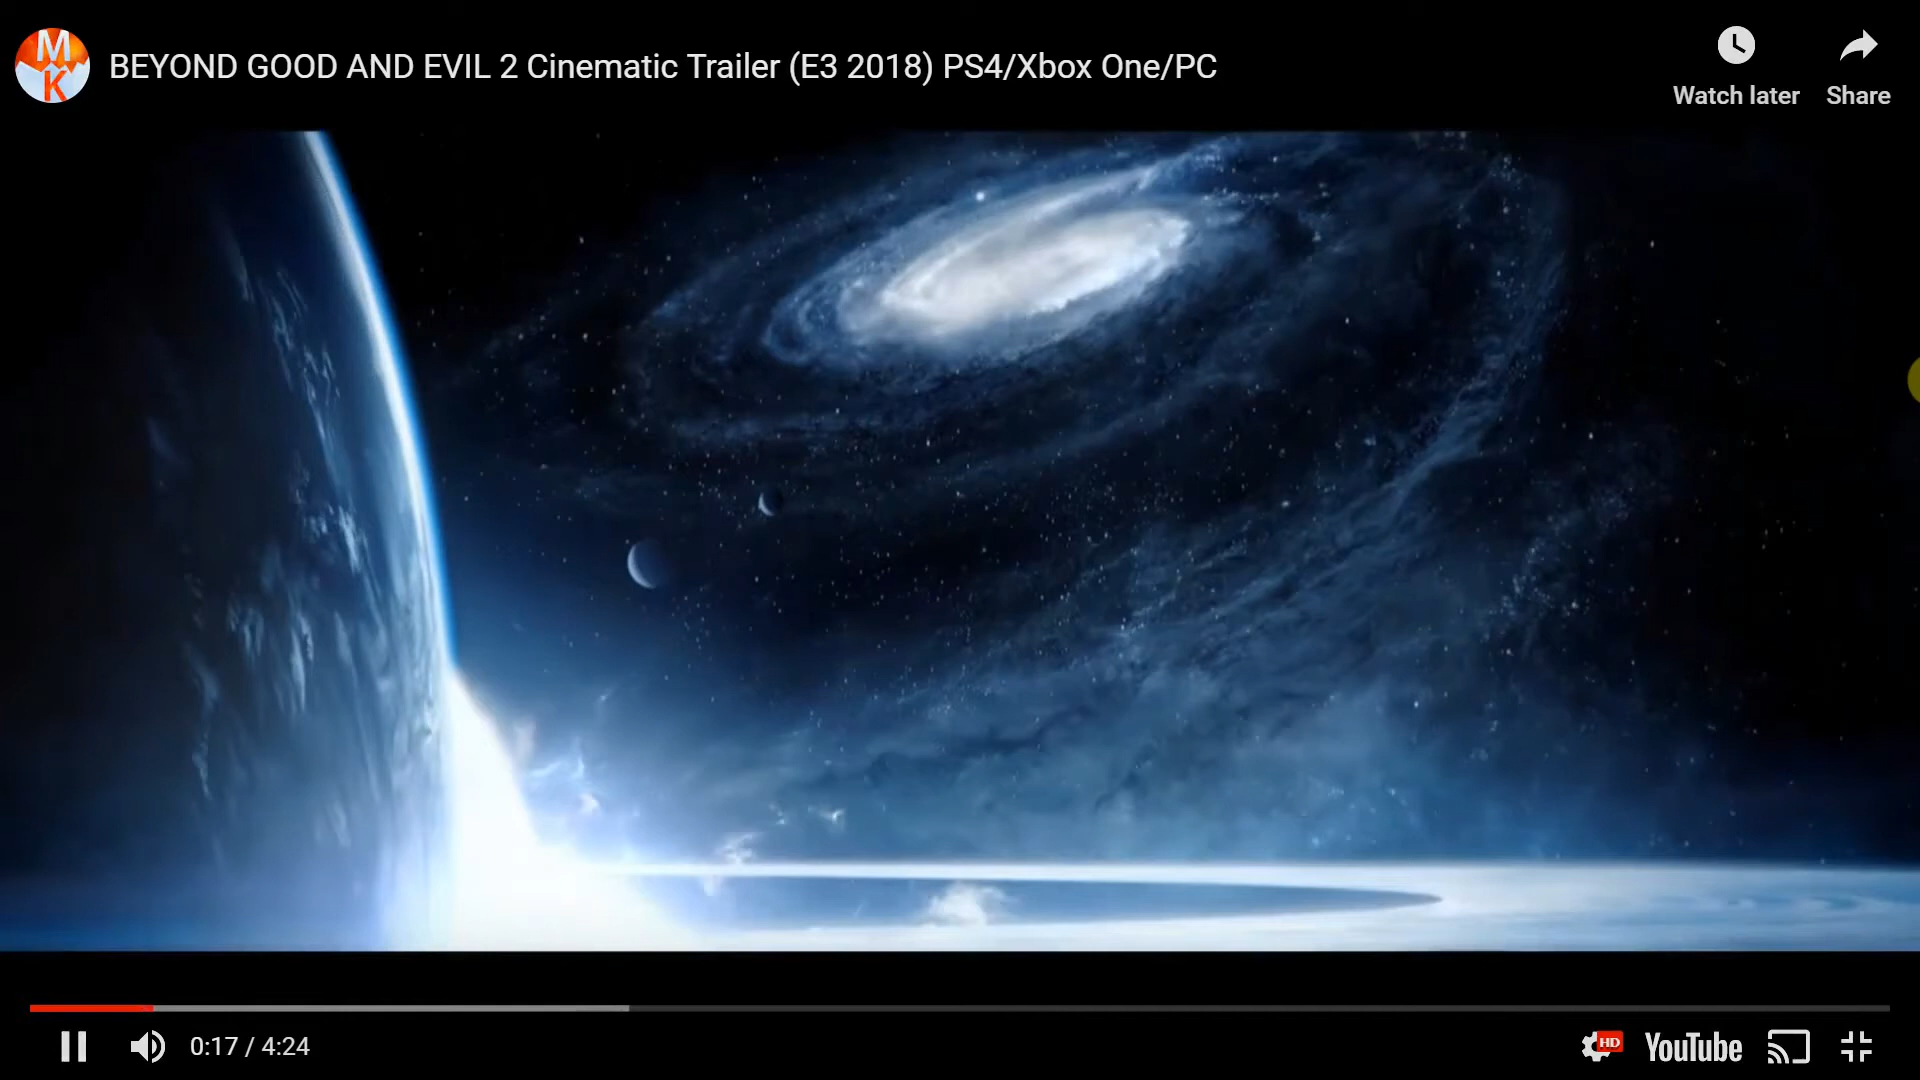 M
K
BEYOND GOOD AND EVIL 2 Cinematic Trailer (E3 2018) PS4/Xbox One/PC
Watch later
Share
0:17 / 4:24
HD
YouTube